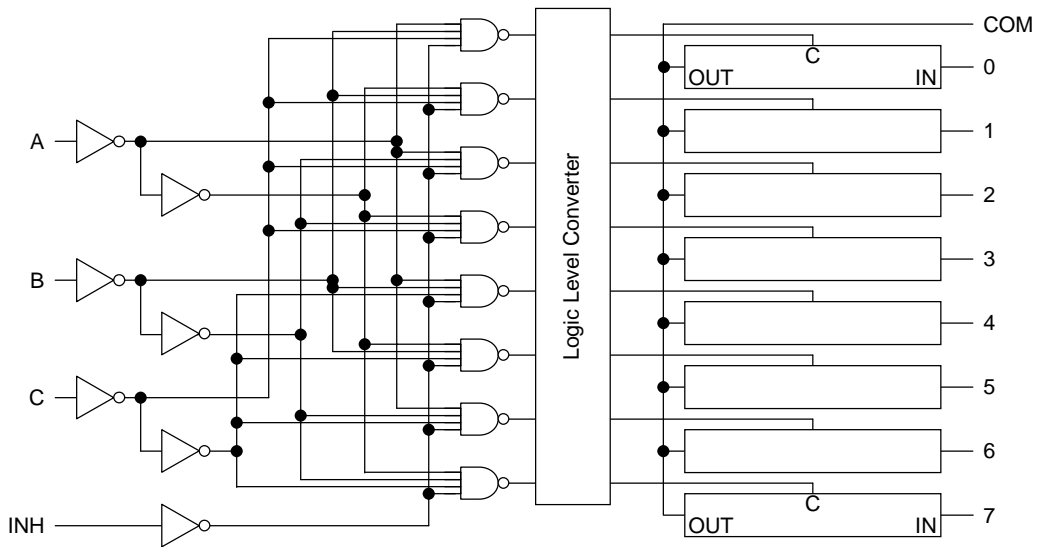 COM
C
OUT IN 0
1
A
2
Logic Level Converter
3
B
4
5
C
6
C
INH
OUT IN 7